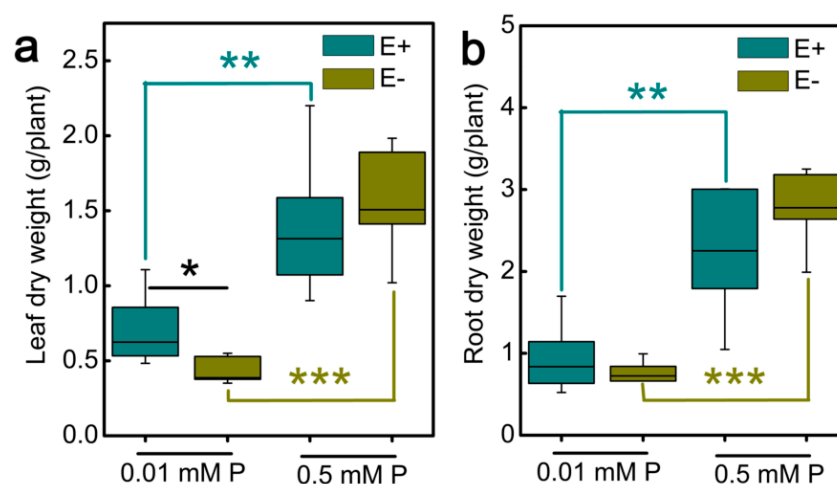 a
E+
E-
**
*
***
Leaf dry weight (g/plant)
2.5
2.0
1.5
1.0
0.5
0.0
0.01 mM P
0.5 mM P
b
E+
E-
**
***
Root dry weight (g/plant)
5
4
3
2
1
0
0.01 mM P
0.5 mM P